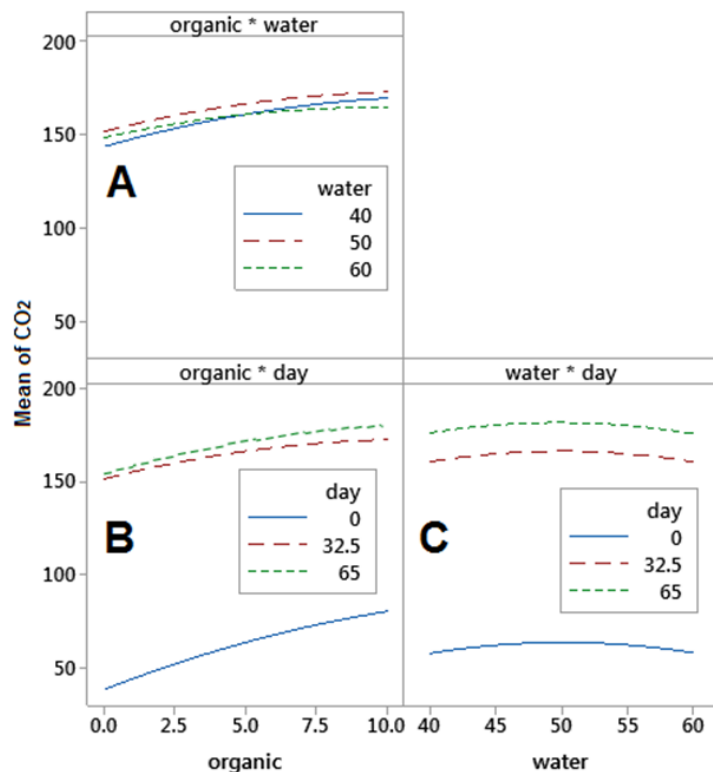 organic * water
200
150
100
50
A
water
40
50
60
Mean of CO2
organic * day
200
150
100
50
B
day
0
32.5
65
0.0 2.5 5.0 7.5 10.0
organic
water * day
C
day
0
32.5
65
40 45 50 55 60
water